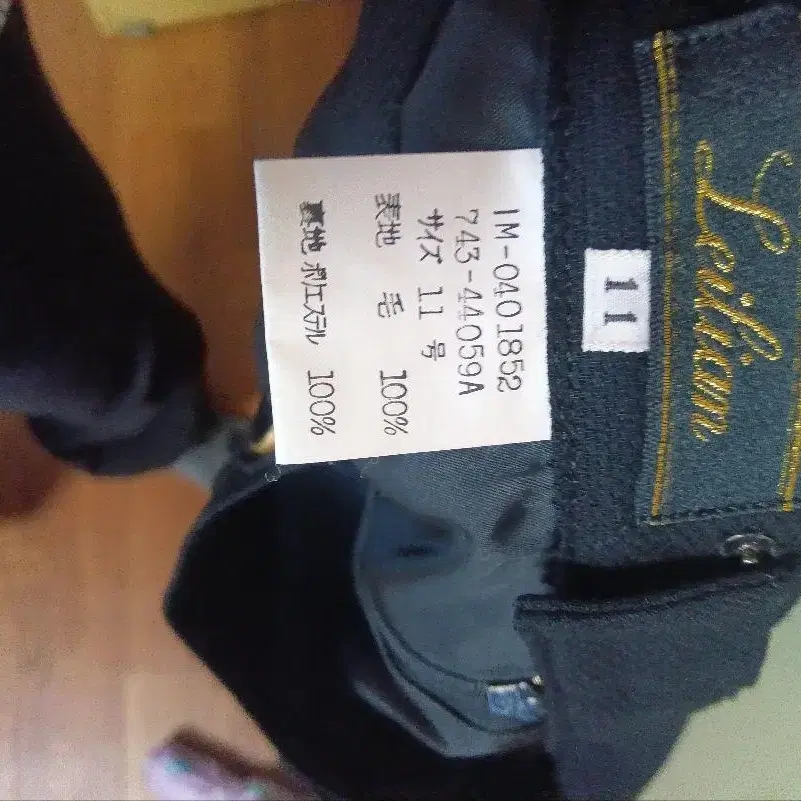 Leilian
11
IM-0401852
743-44059A
サイズ 11 号
表地 毛 100%
裏地 ポリエステル 100%